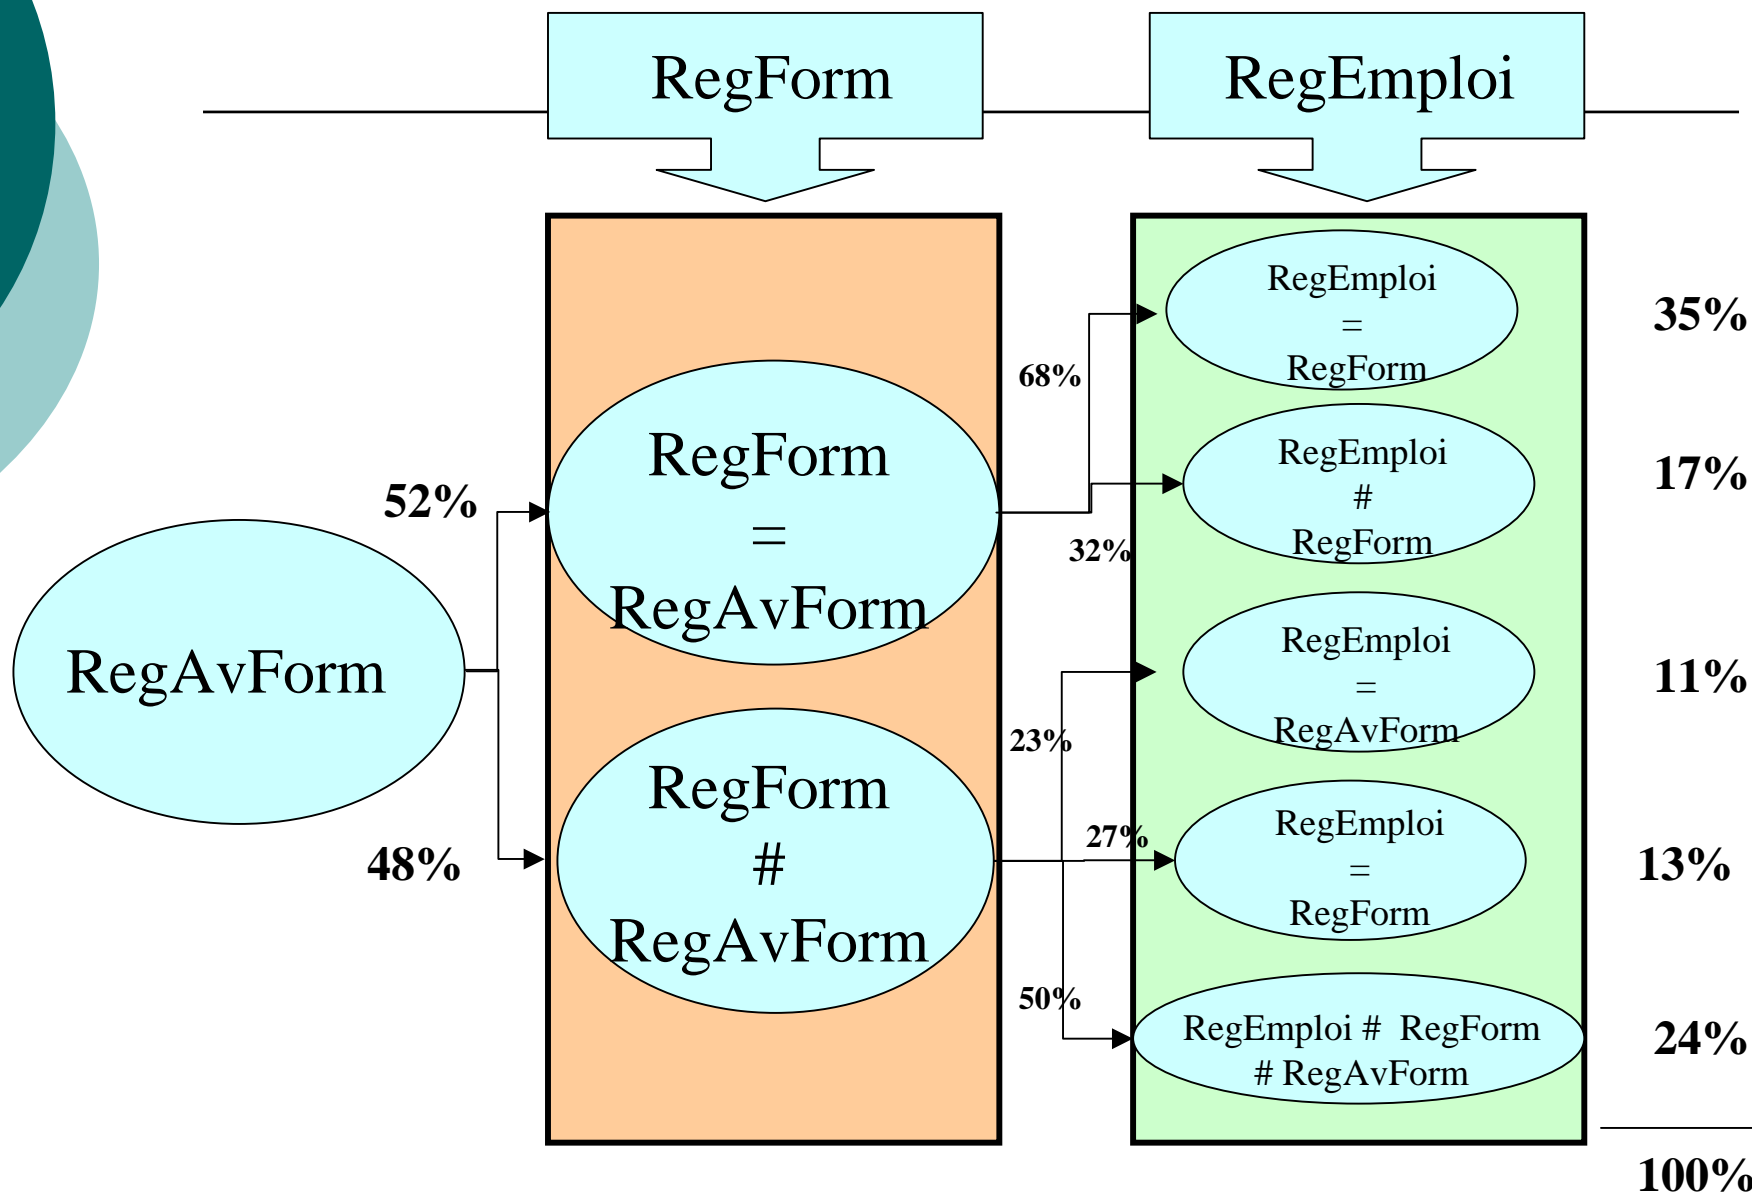 RegForm
RegEmploi
RegAvForm
52%
48%
RegForm
=
RegAvForm
RegForm
#
RegAvForm
68%
32%
23%
27%
50%
RegEmploi
=
RegForm
35%
RegEmploi
#
RegForm
17%
RegEmploi
=
RegAvForm
11%
RegEmploi
=
RegForm
13%
RegEmploi # RegForm
# RegAvForm
24%
100%